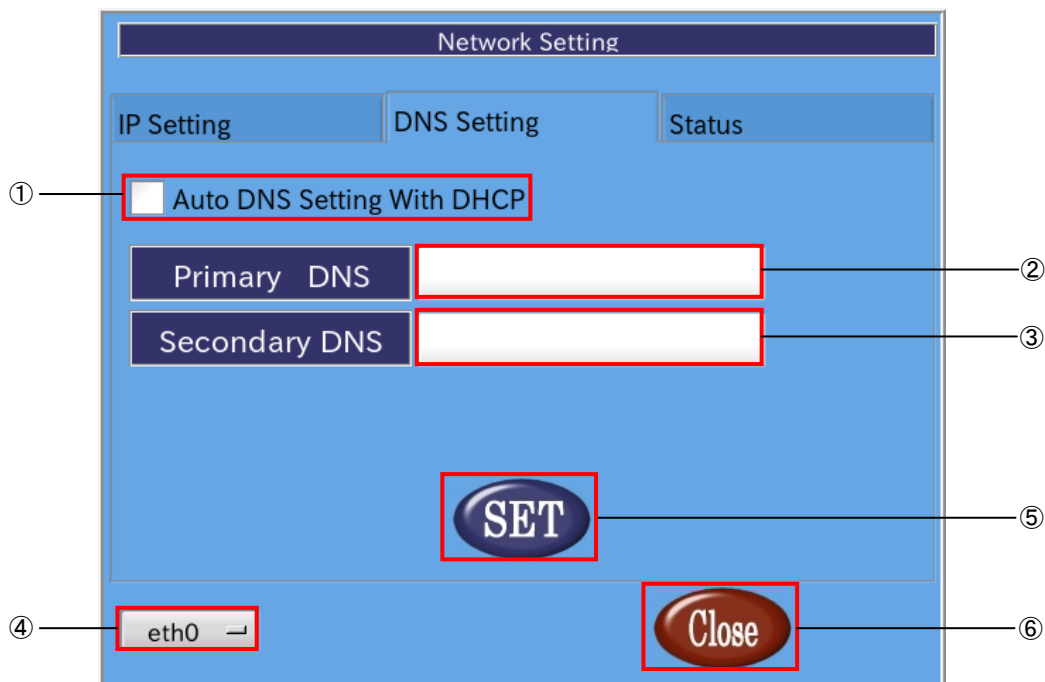 Network Setting
IP Setting DNS Setting Status
① Auto DNS Setting With DHCP
Primary DNS ②
Secondary DNS ③
SET ⑤
④ eth0 Close ⑥